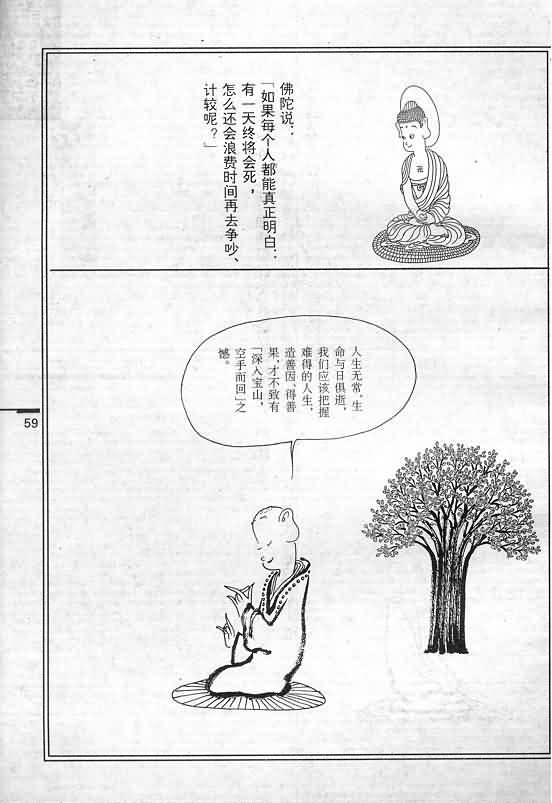 佛陀说：
「如果每个人都能真正明白：
有一天终将会死，
怎么还会浪费时间再去争吵、
计较呢？」
人生无常，生
命与日俱逝，
我们应该把握
难得的人生，
造善因、得善
果，才不致有
「深入宝山，
空手而回」之
憾。
59